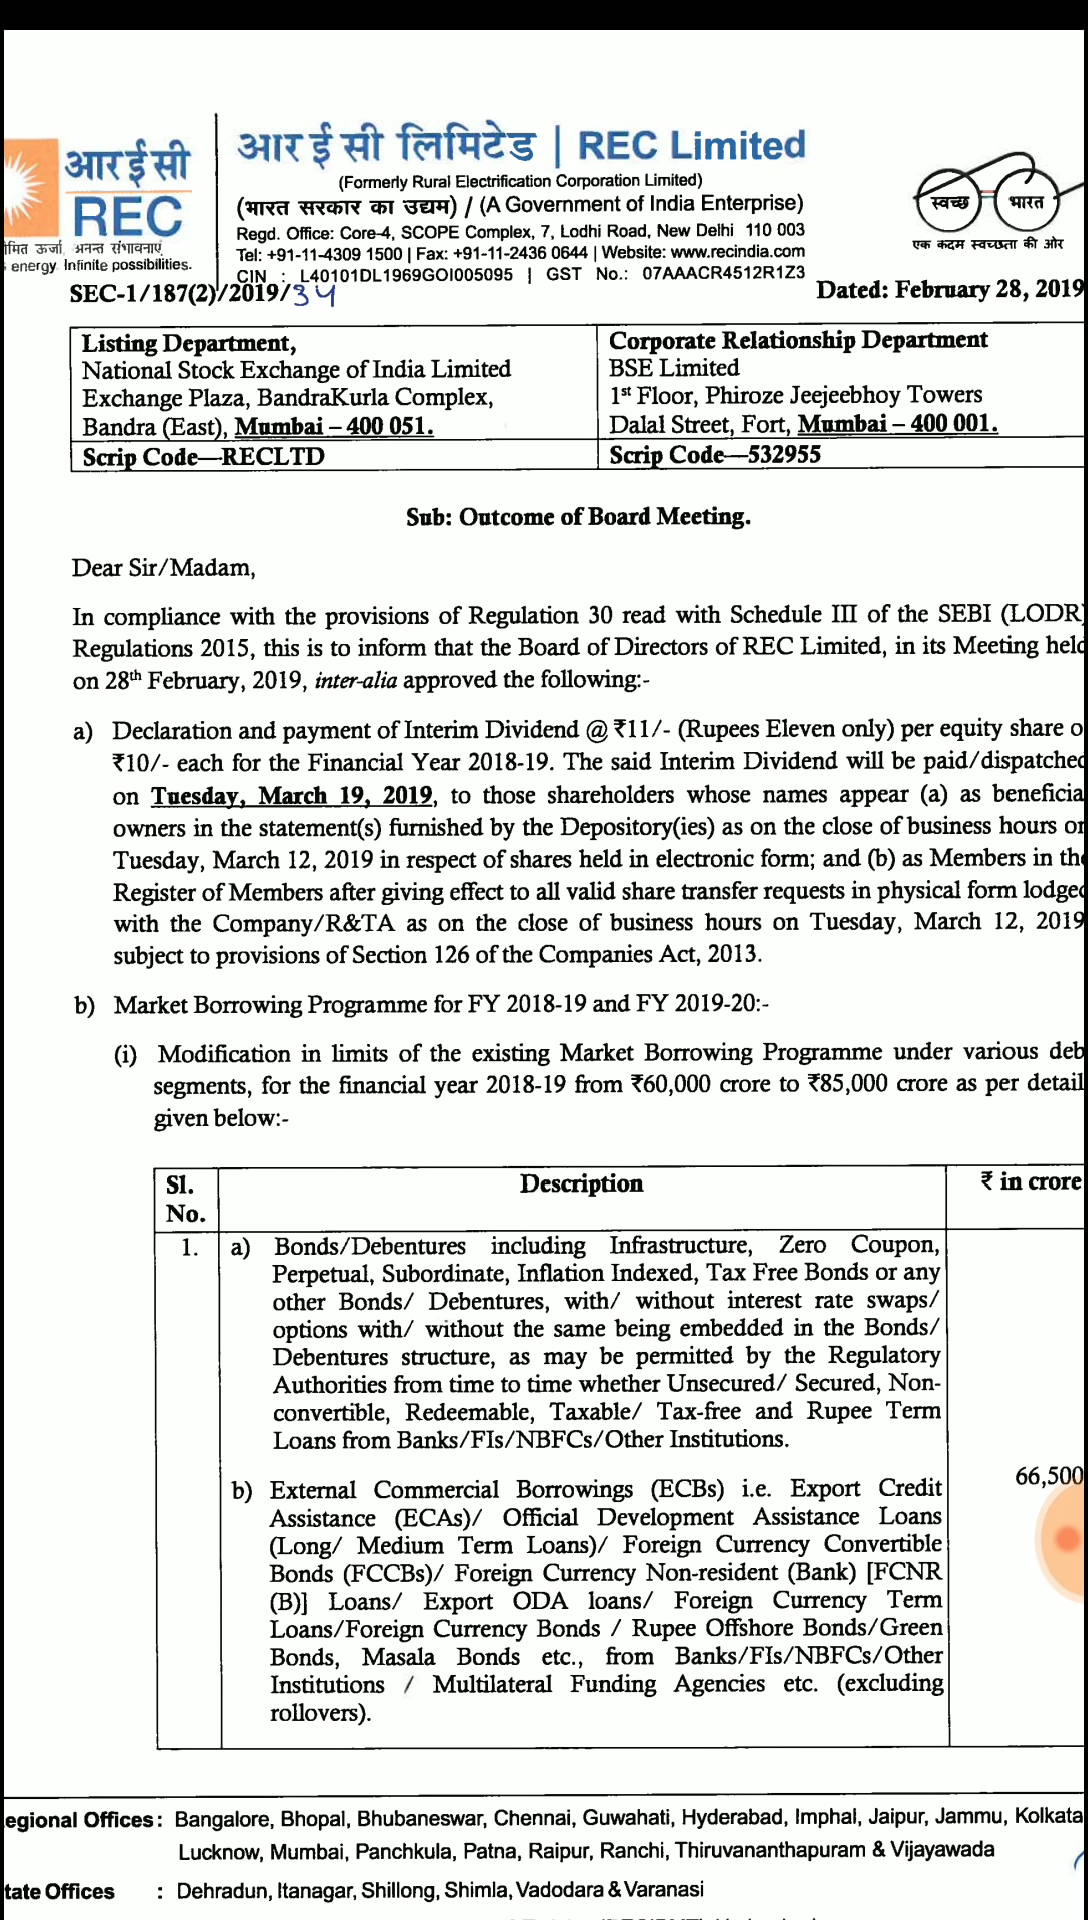 आर ई सी लिमिटेड | REC Limited
(Formerly Rural Electrification Corporation Limited)
(भारत सरकार का उद्यम) / (A Government of India Enterprise)
Regd. Office: Core-4, SCOPE Complex, 7, Lodhi Road, New Delhi 110 003
Tel: +91-11-4309 1500 | Fax: +91-11-2436 0644 | Website: www.recindia.com
CIN : L40101DL1969GOI005095 | GST No.: 07AAACR4512R1Z3
आर ई सी
REC
ऊर्जा, अनन्त संभावनाएं
energy. Infinite possibilities.
स्वच्छ भारत
एक कदम स्वच्छता की ओर
SEC-1/187(2)/2019/34
Dated: February 28, 2019
Listing Department,
National Stock Exchange of India Limited
Exchange Plaza, BandraKurla Complex,
Bandra (East), Mumbai – 400 051.
Scrip Code—RECLTD
Corporate Relationship Department
BSE Limited
1st Floor, Phiroze Jeejeebhoy Towers
Dalal Street, Fort, Mumbai – 400 001.
Scrip Code—532955
Sub: Outcome of Board Meeting.
Dear Sir/Madam,
In compliance with the provisions of Regulation 30 read with Schedule III of the SEBI (LODR)
Regulations 2015, this is to inform that the Board of Directors of REC Limited, in its Meeting held
on 28th February, 2019, inter-alia approved the following:-
a) Declaration and payment of Interim Dividend @ ₹11/- (Rupees Eleven only) per equity share o
₹10/- each for the Financial Year 2018-19. The said Interim Dividend will be paid/dispatched
on Tuesday, March 19, 2019, to those shareholders whose names appear (a) as beneficia
owners in the statement(s) furnished by the Depository(ies) as on the close of business hours on
Tuesday, March 12, 2019 in respect of shares held in electronic form; and (b) as Members in the
Register of Members after giving effect to all valid share transfer requests in physical form lodged
with the Company/R&TA as on the close of business hours on Tuesday, March 12, 2019
subject to provisions of Section 126 of the Companies Act, 2013.
b) Market Borrowing Programme for FY 2018-19 and FY 2019-20:-
(i) Modification in limits of the existing Market Borrowing Programme under various deb
segments, for the financial year 2018-19 from ₹60,000 crore to ₹85,000 crore as per detail
given below:-
Sl. No.
Description
₹ in crore
1.
a) Bonds/Debentures including Infrastructure, Zero Coupon,
Perpetual, Subordinate, Inflation Indexed, Tax Free Bonds or any
other Bonds/ Debentures, with/ without interest rate swaps/
options with/ without the same being embedded in the Bonds/
Debentures structure, as may be permitted by the Regulatory
Authorities from time to time whether Unsecured/ Secured, Non-
convertible, Redeemable, Taxable/ Tax-free and Rupee Term
Loans from Banks/FIs/NBFCs/Other Institutions.
66,500
b) External Commercial Borrowings (ECBs) i.e. Export Credit
Assistance (ECAs)/ Official Development Assistance Loans
(Long/ Medium Term Loans)/ Foreign Currency Convertible
Bonds (FCCBs)/ Foreign Currency Non-resident (Bank) [FCNR
(B)] Loans/ Export ODA loans/ Foreign Currency Term
Loans/Foreign Currency Bonds / Rupee Offshore Bonds/Green
Bonds, Masala Bonds etc., from Banks/FIs/NBFCs/Other
Institutions / Multilateral Funding Agencies etc. (excluding
rollovers).
egional Offices : Bangalore, Bhopal, Bhubaneswar, Chennai, Guwahati, Hyderabad, Imphal, Jaipur, Jammu, Kolkata
Lucknow, Mumbai, Panchkula, Patna, Raipur, Ranchi, Thiruvananthapuram & Vijayawada
tate Offices : Dehradun, Itanagar, Shillong, Shimla, Vadodara & Varanasi